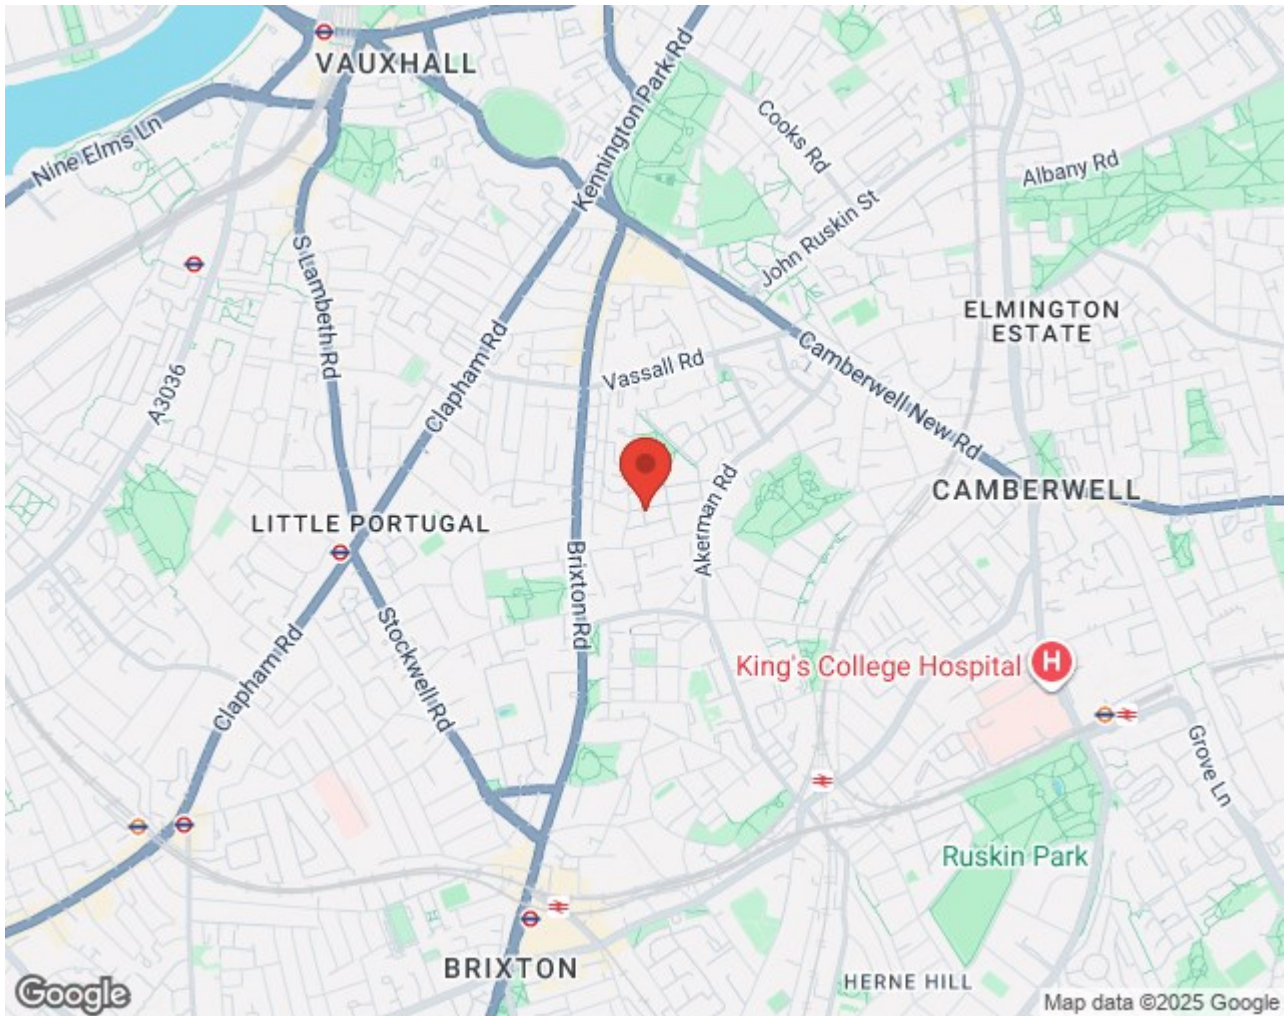 VAUXHALL
Kennington Park Rd
Cooks Rd
Nine Elms Ln
Albany Rd
John Ruskin St
S Lambeth Rd
ELMINGTON
ESTATE
Clapham Rd
Vassall Rd
Camberwell New Rd
A3036
Akerman Rd
CAMBERWELL
LITTLE PORTUGAL
Brixton Rd
Stockwell Rd
Clapham Rd
King's College Hospital
H
Grove Ln
Ruskin Park
BRIXTON
HERNE HILL
Google
Map data ©2025 Google